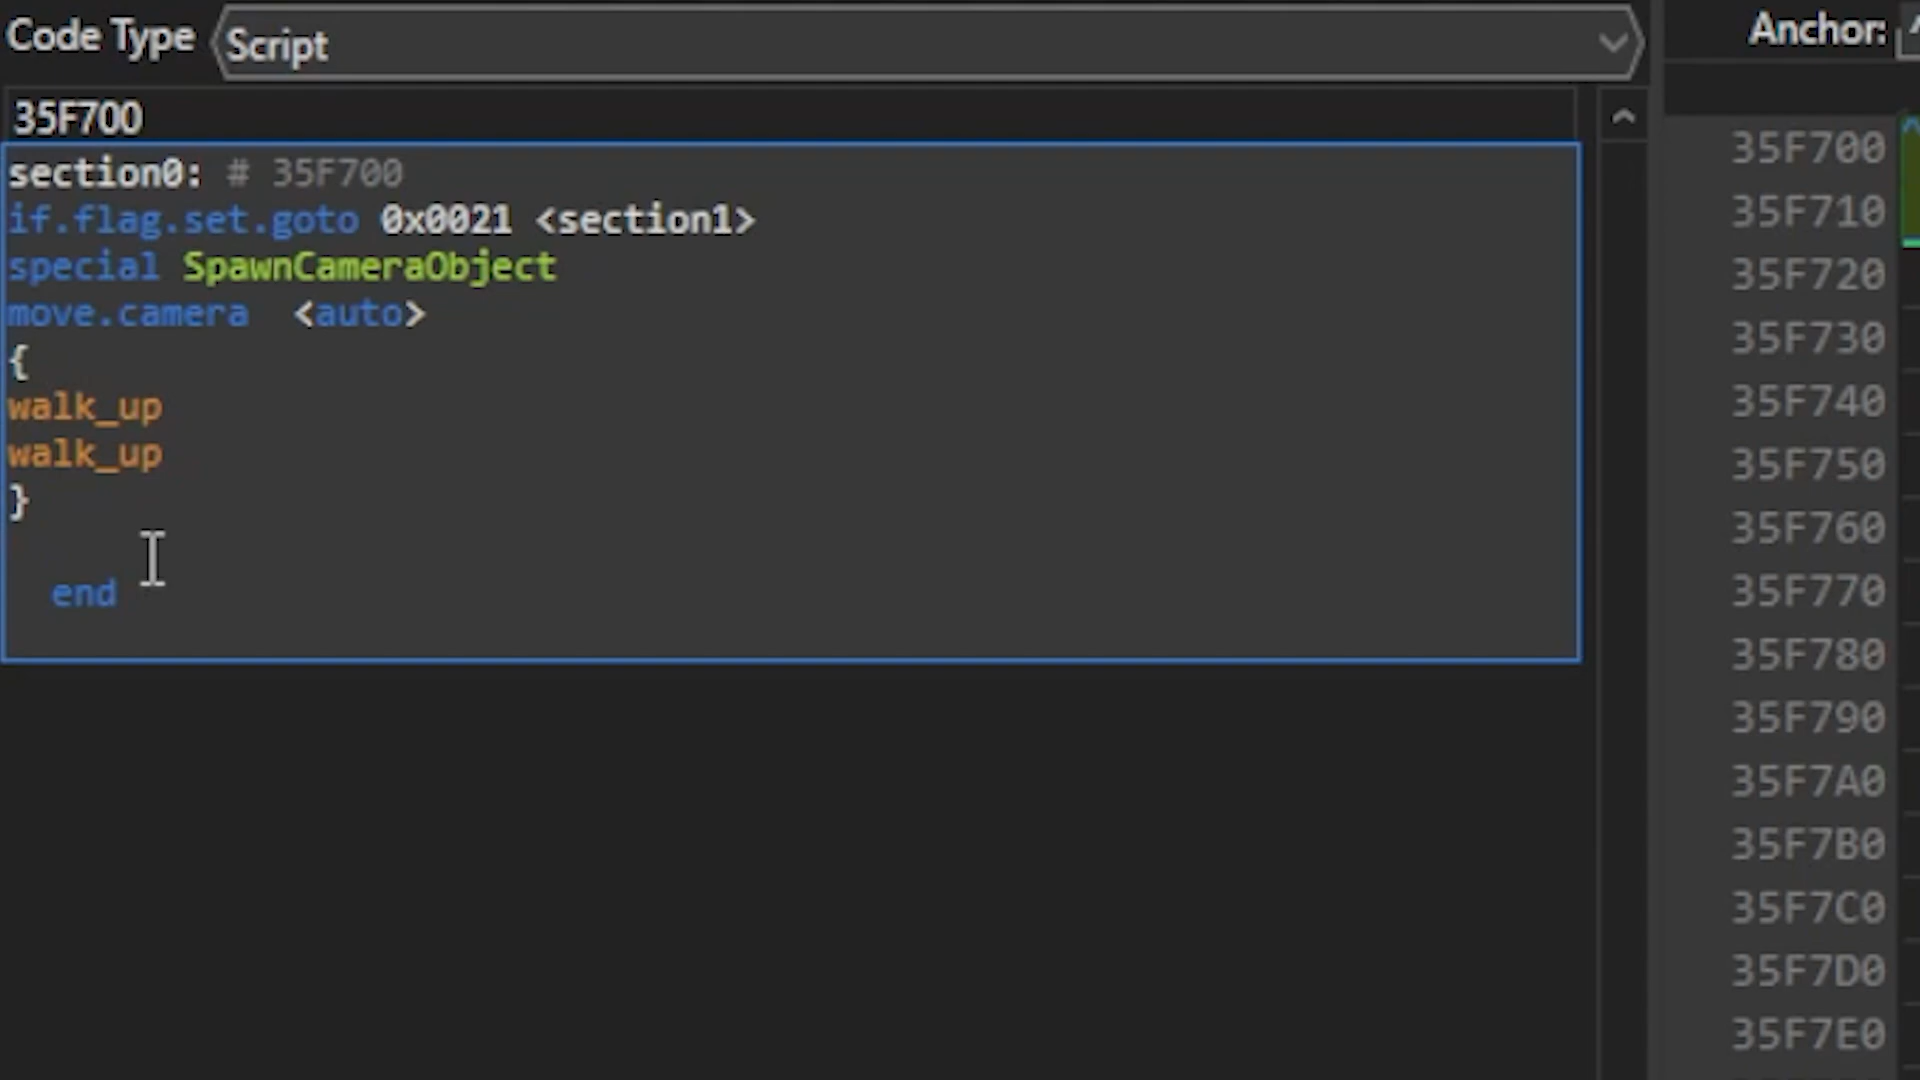 Code Type Script
Anchor:
35F700
section0: # 35F700
if.flag.set.goto 0x0021 <section1>
special SpawnCameraObject
move.camera  <auto>
{
walk_up
walk_up
}
end
35F700
35F710
35F720
35F730
35F740
35F750
35F760
35F770
35F780
35F790
35F7A0
35F7B0
35F7C0
35F7D0
35F7E0